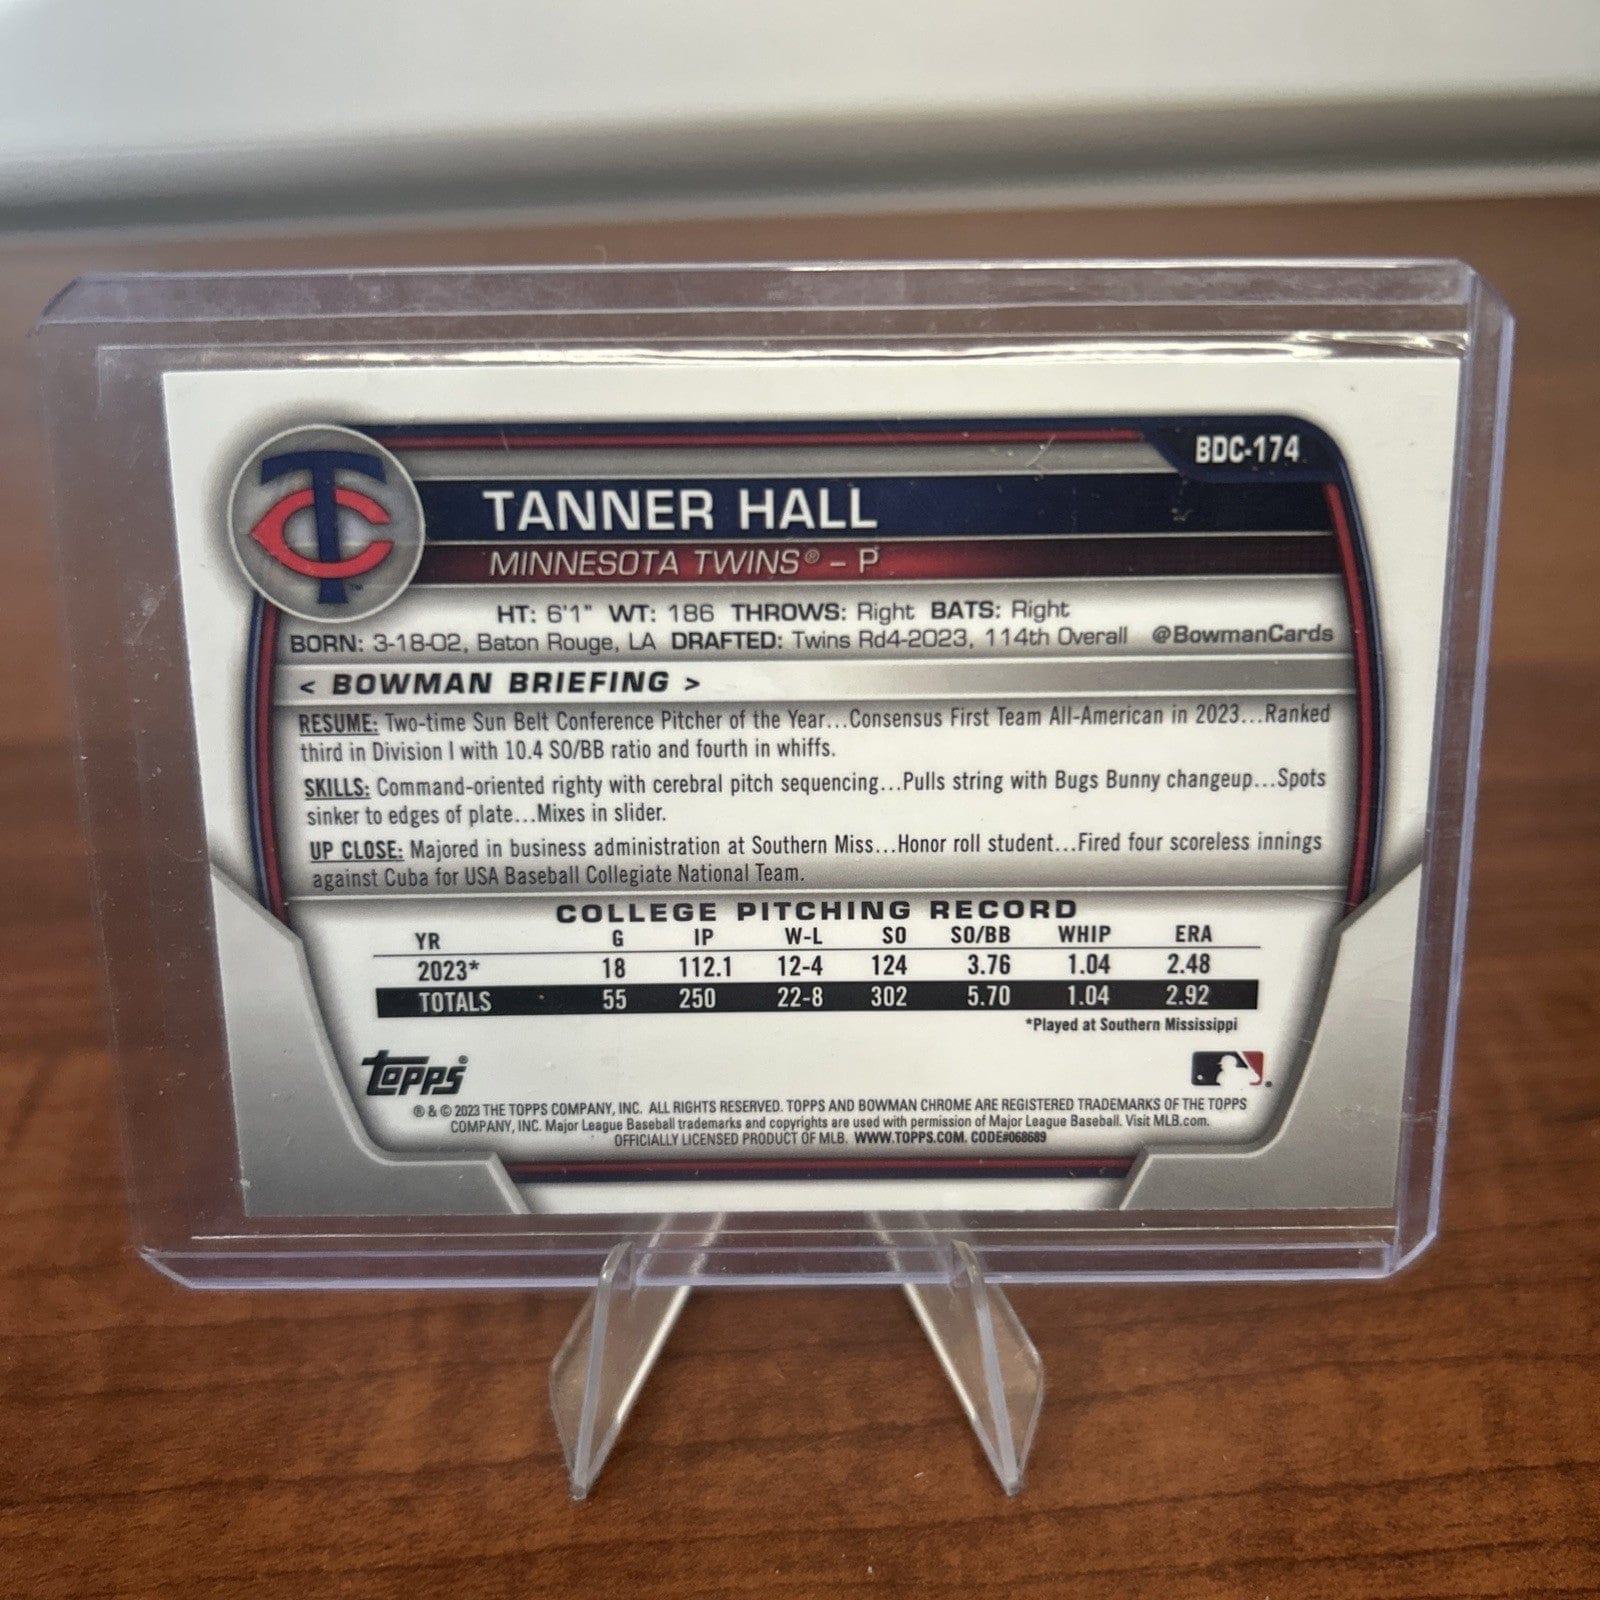 BDC-174
TC
TANNER HALL
MINNESOTA TWINS® – P
HT: 6'1" WT: 186 THROWS: Right BATS: Right
BORN: 3-18-02, Baton Rouge, LA DRAFTED: Twins Rd4-2023, 114th Overall @BowmanCards
< BOWMAN BRIEFING >
RESUME: Two-time Sun Belt Conference Pitcher of the Year...Consensus First Team All-American in 2023...Ranked
third in Division I with 10.4 SO/BB ratio and fourth in whiffs.
SKILLS: Command-oriented righty with cerebral pitch sequencing...Pulls string with Bugs Bunny changeup...Spots
sinker to edges of plate...Mixes in slider.
UP CLOSE: Majored in business administration at Southern Miss...Honor roll student...Fired four scoreless innings
against Cuba for USA Baseball Collegiate National Team.
COLLEGE PITCHING RECORD
YR G IP W-L SO SO/BB WHIP ERA
2023* 18 112.1 12-4 124 3.76 1.04 2.48
TOTALS 55 250 22-8 302 5.70 1.04 2.92
*Played at Southern Mississippi
Topps®
® & © 2023 THE TOPPS COMPANY, INC. ALL RIGHTS RESERVED. TOPPS AND BOWMAN CHROME ARE REGISTERED TRADEMARKS OF THE TOPPS
COMPANY, INC. Major League Baseball trademarks and copyrights are used with permission of Major League Baseball. Visit MLB.com.
OFFICIALLY LICENSED PRODUCT OF MLB. WWW.TOPPS.COM. CODE#068689